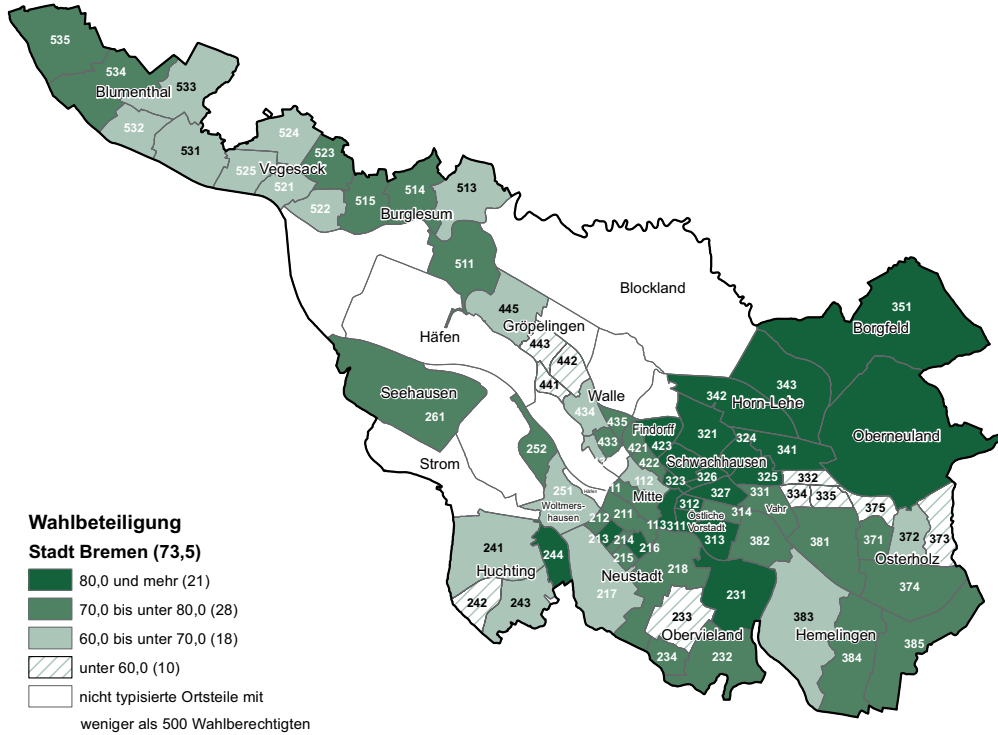 535
534
Blumenthal
533
532
531
524
523
525
Vegesack
521
522
515
514
513
Burglesum
511
445
Gröpelingen
443
442
441
Blockland
Häfen
351
Borgfeld
343
342
Horn-Lehe
Seehausen
261
Walle
434
435
433
Findorff
421
423
422
321
324
341
Oberneuland
Schwachhausen
326
325
323
327
332
334
335
331
Vahr
375
Strom
252
251
Häfen
Woltmers-
hausen
11
112
Mitte
312
Östliche
Vorstadt
314
313
113
311
212
211
213
214
215
216
382
381
371
372
373
Osterholz
374
241
Huchting
244
242
243
Neustadt
217
218
231
233
Obervieland
234
232
383
Hemelingen
384
385
Wahlbeteiligung
Stadt Bremen (73,5)
80,0 und mehr (21)
70,0 bis unter 80,0 (28)
60,0 bis unter 70,0 (18)
unter 60,0 (10)
nicht typisierte Ortsteile mit
weniger als 500 Wahlberechtigten